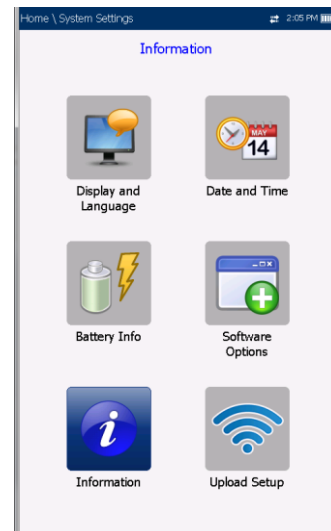 Home \ System Settings
2:05 PM
Information
MAY
14
Display and
Language
Date and Time
Battery Info
Software
Options
i
Information
Upload Setup